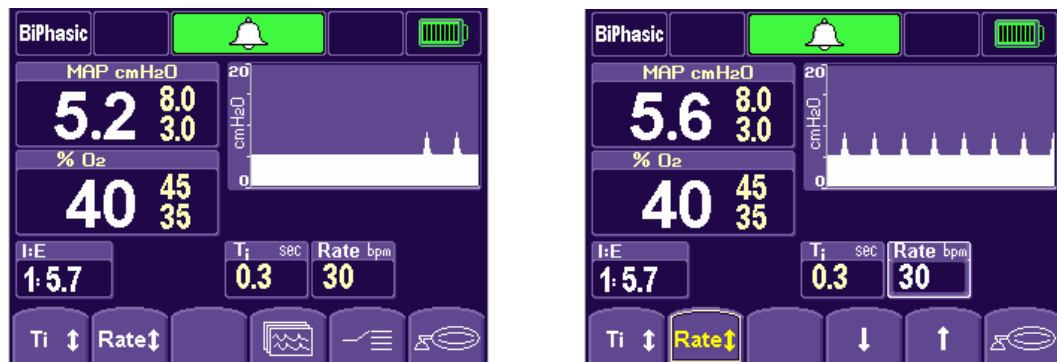 BiPhasic
MAP cmH2O
5.2 8.0
3.0
20
cmH2O
0
% O2
40 45
35
I:E
1:5.7
Ti sec
0.3
Rate bpm
30
Ti Rate
BiPhasic
MAP cmH2O
5.6 8.0
3.0
20
cmH2O
0
% O2
40 45
35
I:E
1:5.7
Ti sec
0.3
Rate bpm
30
Ti Rate